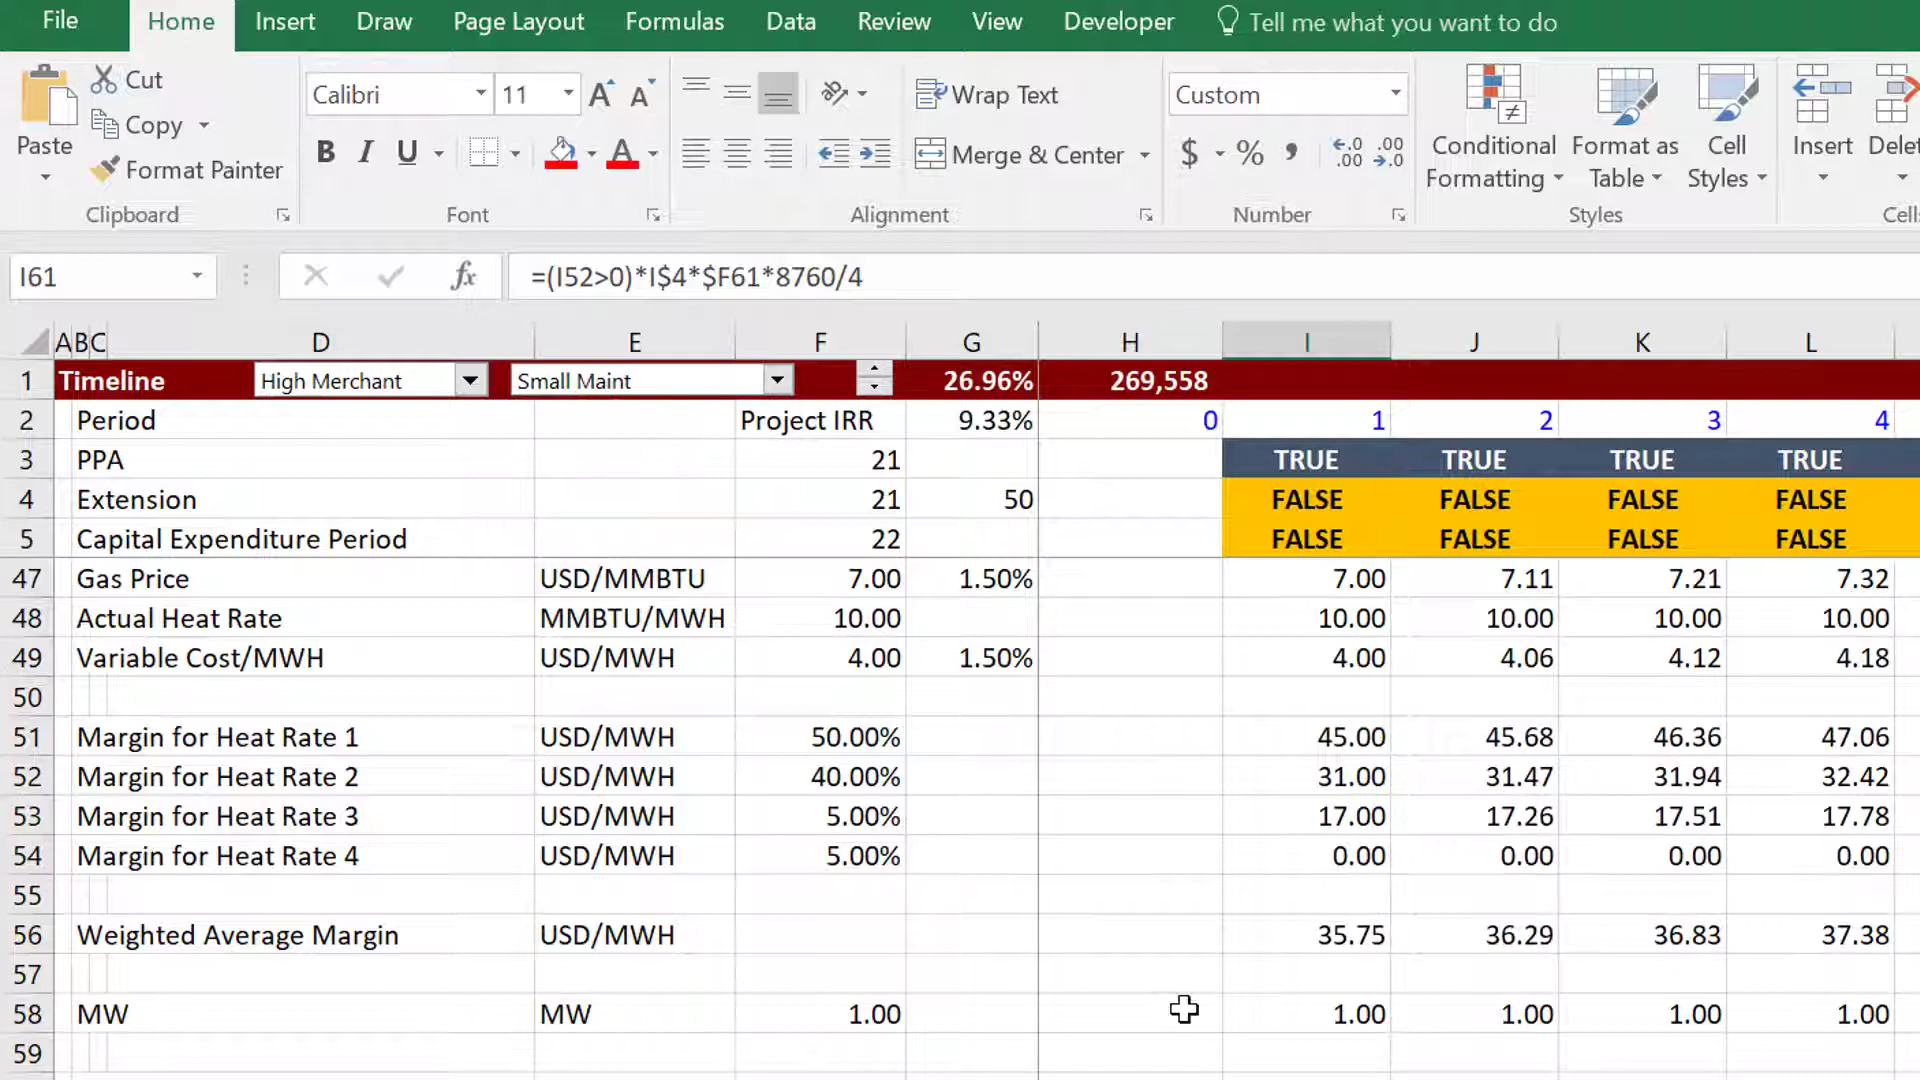 File Home Insert Draw Page Layout Formulas Data Review View Developer Tell me what you want to do
Paste Cut Copy Format Painter Clipboard
Calibri 11 A A B I U A Font
Wrap Text Merge & Center Alignment
Custom $ % , .0 .00 .00 .0 Number
Conditional Formatting Format as Table Cell Styles Styles
Insert Delet Cells
I61 fx =(I52>0)*I$4*$F61*8760/4
A B C D E F G H I J K L
1 Timeline High Merchant Small Maint 26.96% 269,558
2 Period Project IRR 9.33% 0 1 2 3 4
3 PPA 21 TRUE TRUE TRUE TRUE
4 Extension 21 50 FALSE FALSE FALSE FALSE
5 Capital Expenditure Period 22 FALSE FALSE FALSE FALSE
47 Gas Price USD/MMBTU 7.00 1.50% 7.00 7.11 7.21 7.32
48 Actual Heat Rate MMBTU/MWH 10.00 10.00 10.00 10.00 10.00
49 Variable Cost/MWH USD/MWH 4.00 1.50% 4.00 4.06 4.12 4.18
50
51 Margin for Heat Rate 1 USD/MWH 50.00% 45.00 45.68 46.36 47.06
52 Margin for Heat Rate 2 USD/MWH 40.00% 31.00 31.47 31.94 32.42
53 Margin for Heat Rate 3 USD/MWH 5.00% 17.00 17.26 17.51 17.78
54 Margin for Heat Rate 4 USD/MWH 5.00% 0.00 0.00 0.00 0.00
55
56 Weighted Average Margin USD/MWH 35.75 36.29 36.83 37.38
57
58 MW MW 1.00 1.00 1.00 1.00 1.00
59